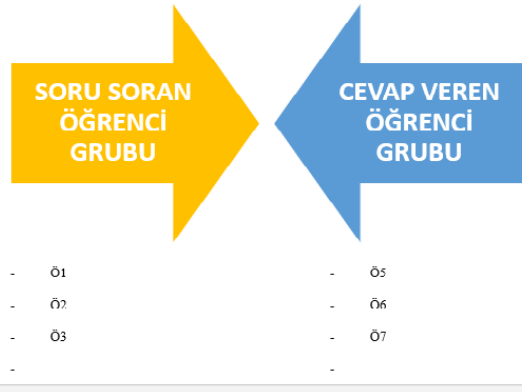 SORU SORAN
ÖĞRENCİ
GRUBU
CEVAP VEREN
ÖĞRENCİ
GRUBU
- Ö1
- Ö2
- Ö3
-
- Ö5
- Ö6
- Ö7
-